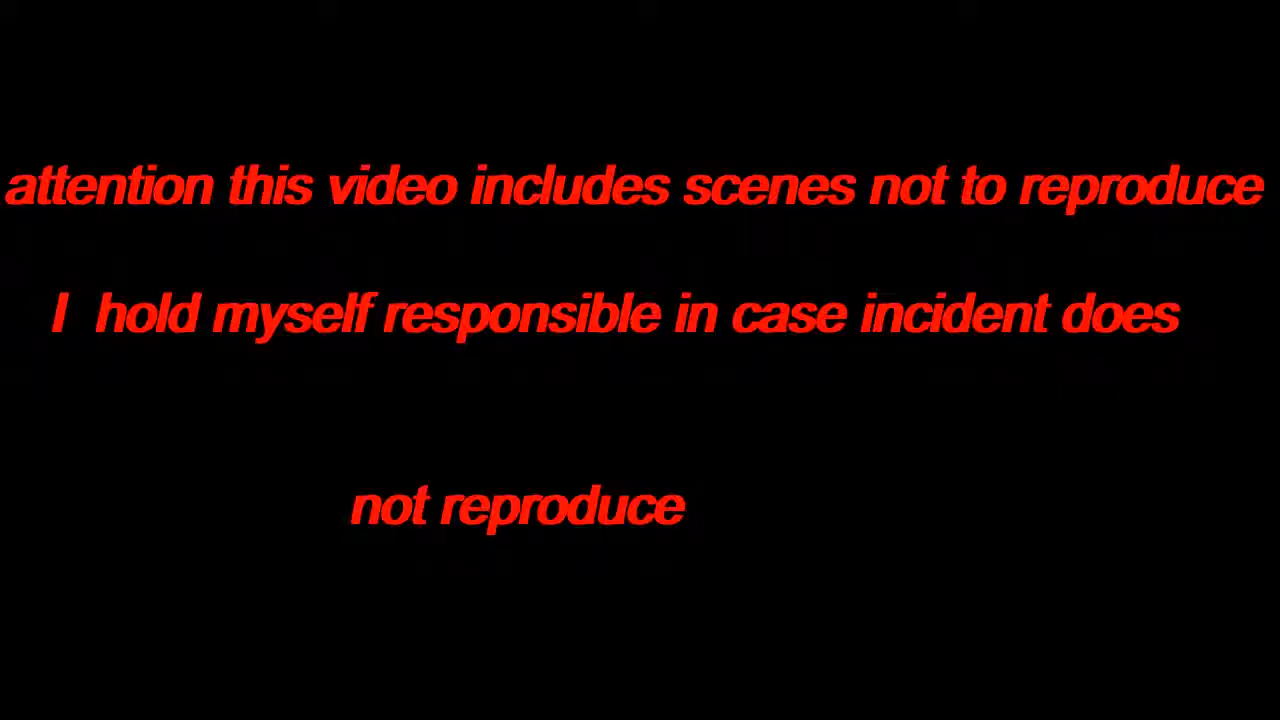 attention this video includes scenes not to reproduce
I hold myself responsible in case incident does
not reproduce